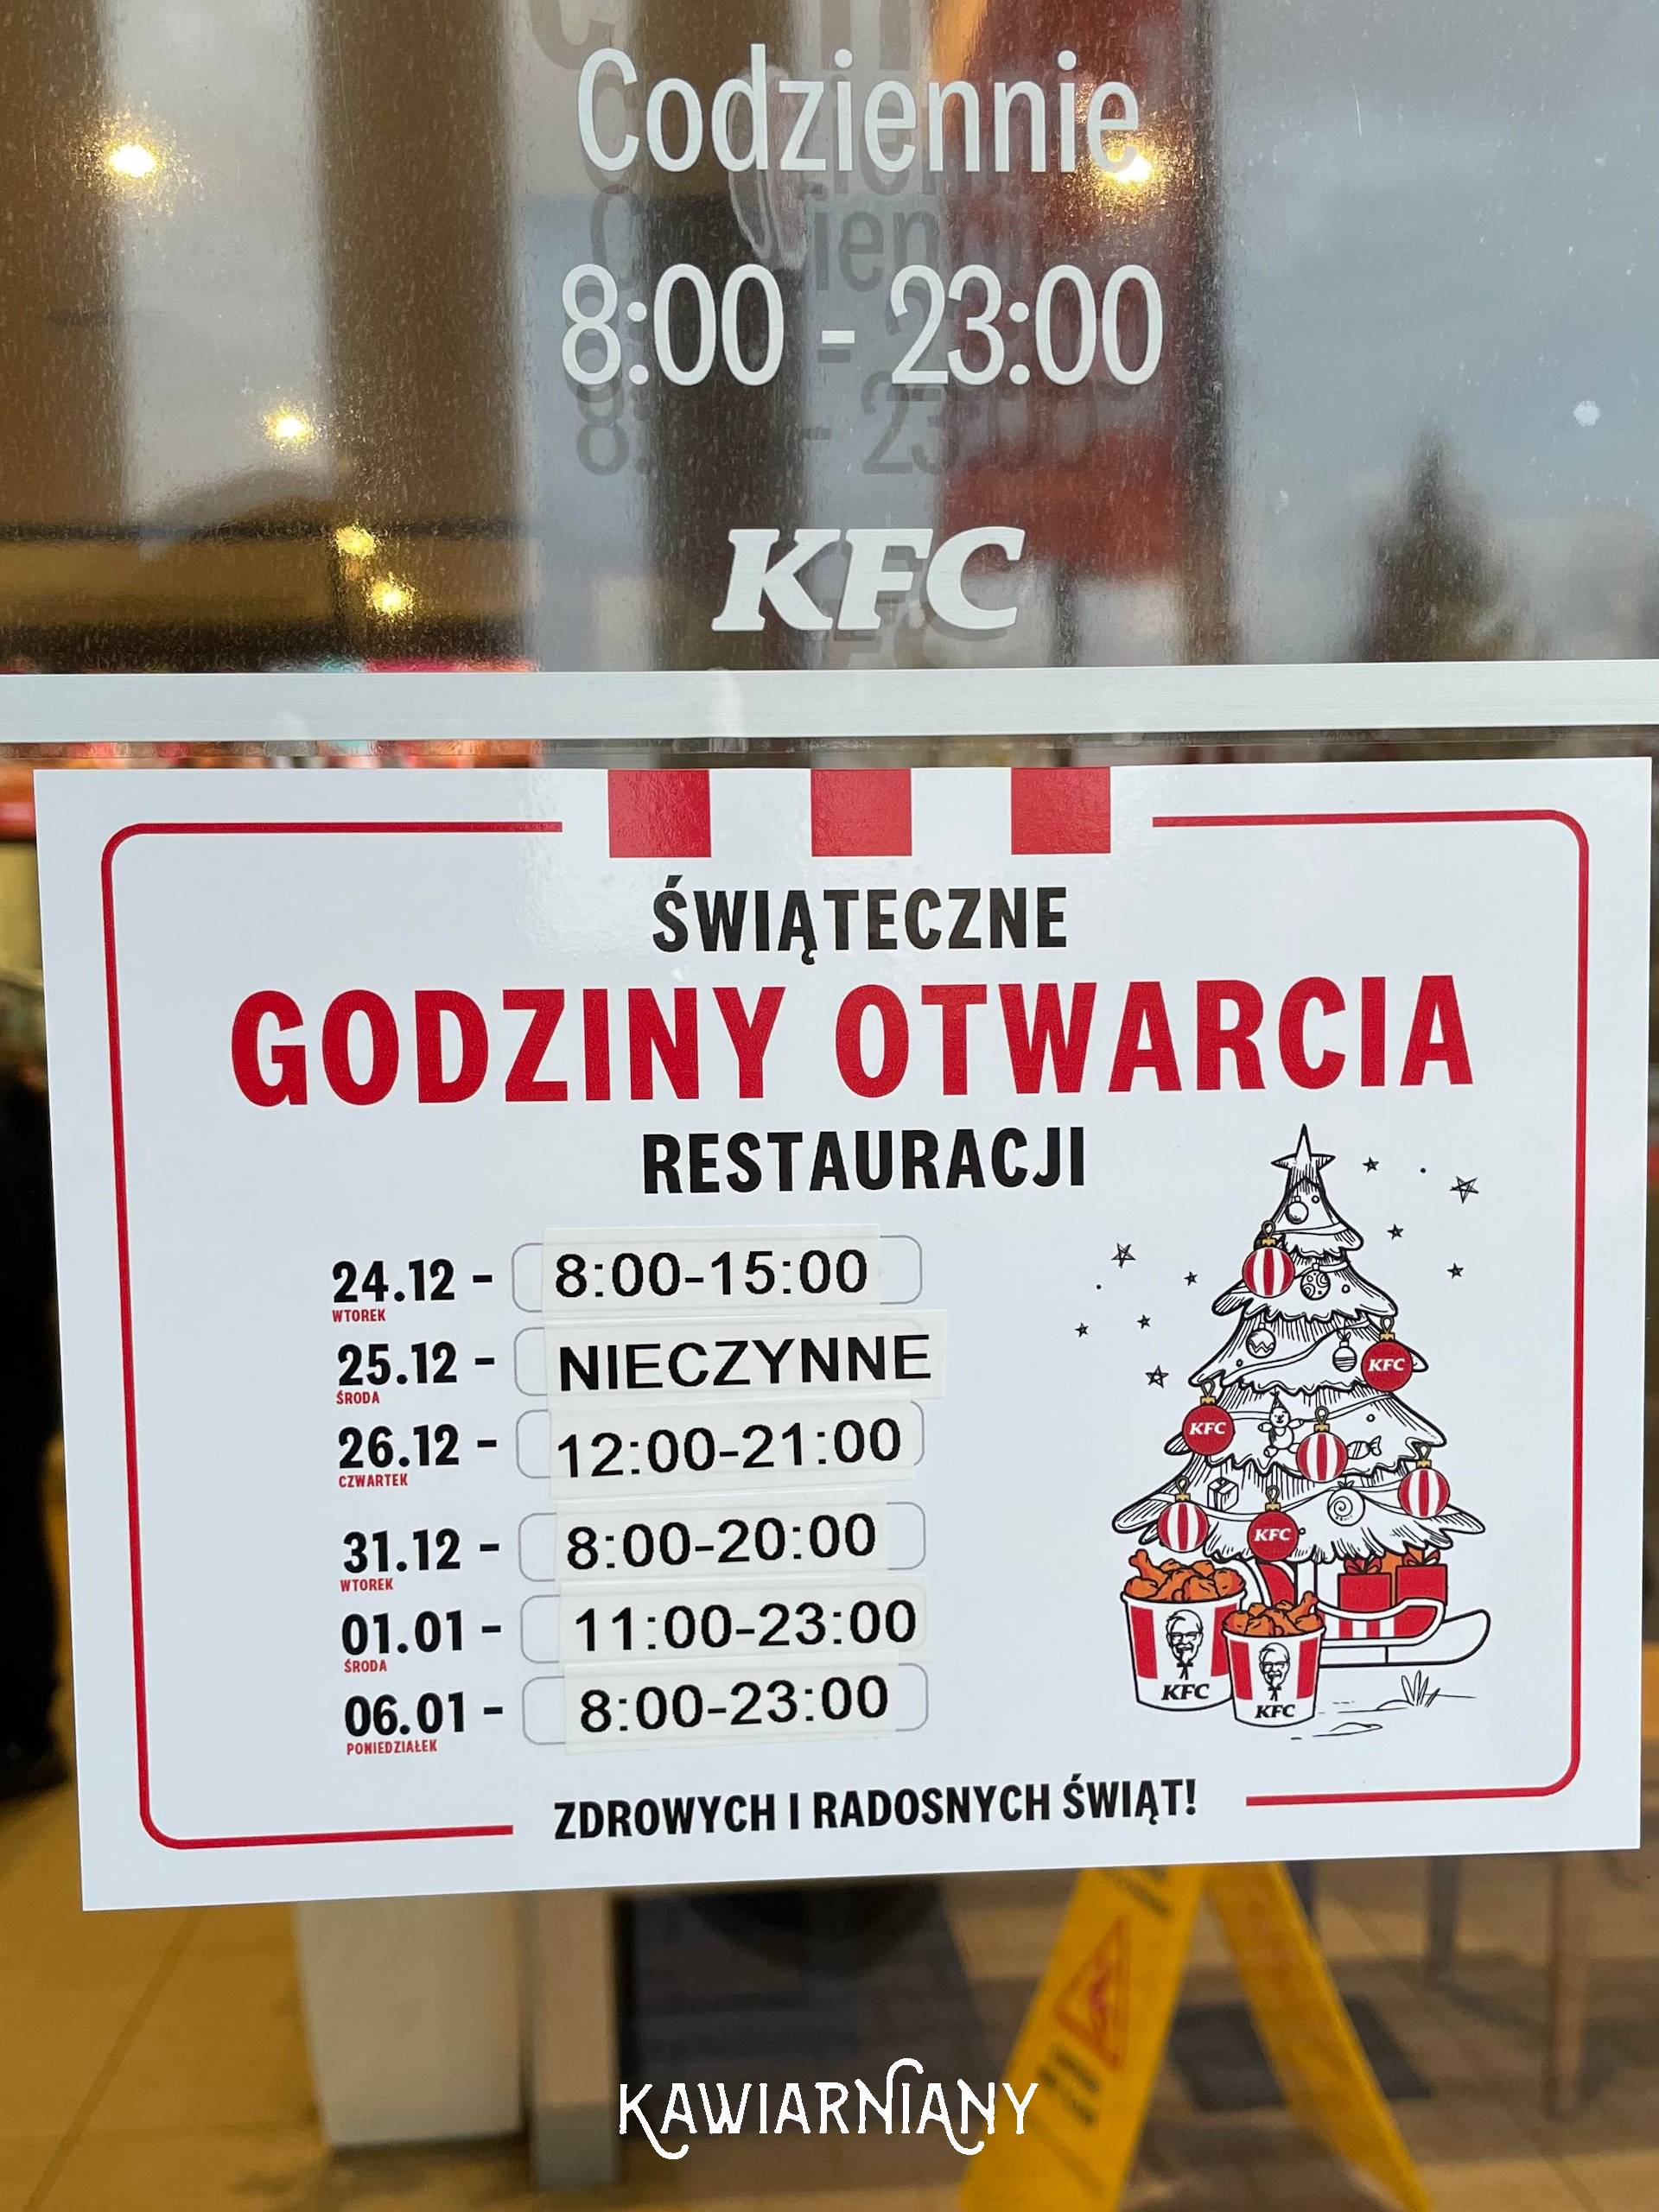 Codziennie
8:00 - 23:00
KFC
ŚWIĄTECZNE
GODZINY OTWARCIA
RESTAURACJI
24.12 - 8:00-15:00
WTOREK
25.12 - NIECZYNNE
ŚRODA
26.12 - 12:00-21:00
CZWARTEK
31.12 - 8:00-20:00
WTOREK
01.01 - 11:00-23:00
ŚRODA
06.01 - 8:00-23:00
PONIEDZIAŁEK
KFC
KFC
KFC
KFC
KFC
ZDROWYCH I RADOSNYCH ŚWIĄT!
KAWIARNIANY